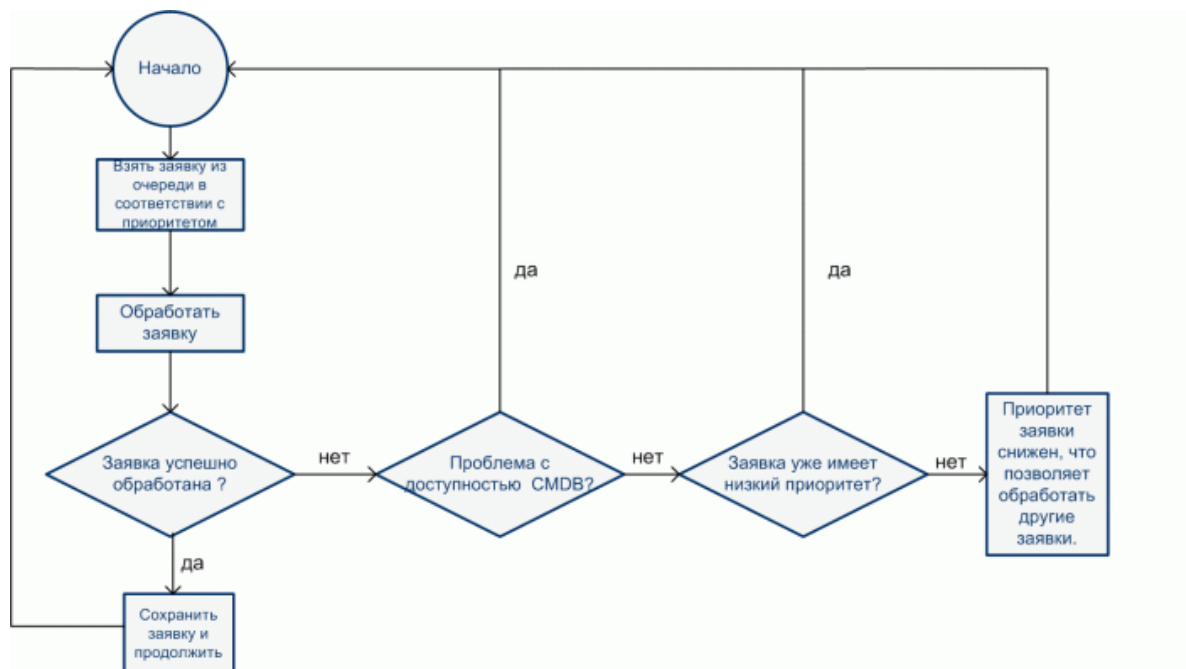 Начало
Взять заявку из
очереди в
соответствии с
приоритетом
да
да
Обработать
заявку
Заявка успешно
обработана ?
нет
Проблема с
доступностью CMDB?
нет
Заявка уже имеет
низкий приоритет?
нет
Приоритет
заявки
снижен, что
позволяет
обработать
другие
заявки.
да
Сохранить
заявку и
продолжить